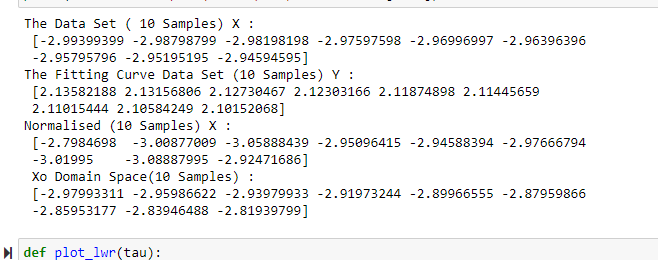 The Data Set ( 10 Samples) X :
[-2.99399399 -2.98798799 -2.98198198 -2.97597598 -2.96996997 -2.96396396
-2.95795796 -2.95195195 -2.94594595]
The Fitting Curve Data Set (10 Samples) Y :
[2.13582188 2.13156806 2.12730467 2.12303166 2.11874898 2.11445659
2.11015444 2.10584249 2.10152068]
Normalised (10 Samples) X :
[-2.7984698 -3.00877009 -3.05888439 -2.95096415 -2.94588394 -2.97666794
-3.01995 -3.08887995 -2.92471686]
Xo Domain Space(10 Samples) :
[-2.97993311 -2.95986622 -2.93979933 -2.91973244 -2.89966555 -2.87959866
-2.85953177 -2.83946488 -2.81939799]
def plot_lwr(tau):